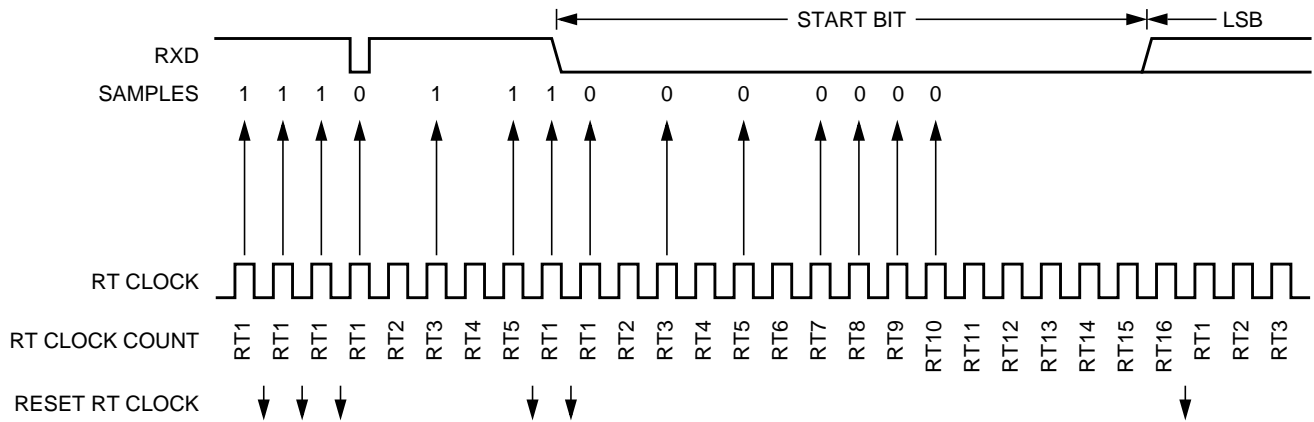 START BIT
LSB
RXD
SAMPLES 1 1 1 0 1 1 1 0 0 0 0 0 0 0
RT CLOCK
RT CLOCK COUNT RT1 RT1 RT1 RT1 RT2 RT3 RT4 RT5 RT1 RT1 RT2 RT3 RT4 RT5 RT6 RT7 RT8 RT9 RT10 RT11 RT12 RT13 RT14 RT15 RT16 RT1 RT2 RT3
RESET RT CLOCK